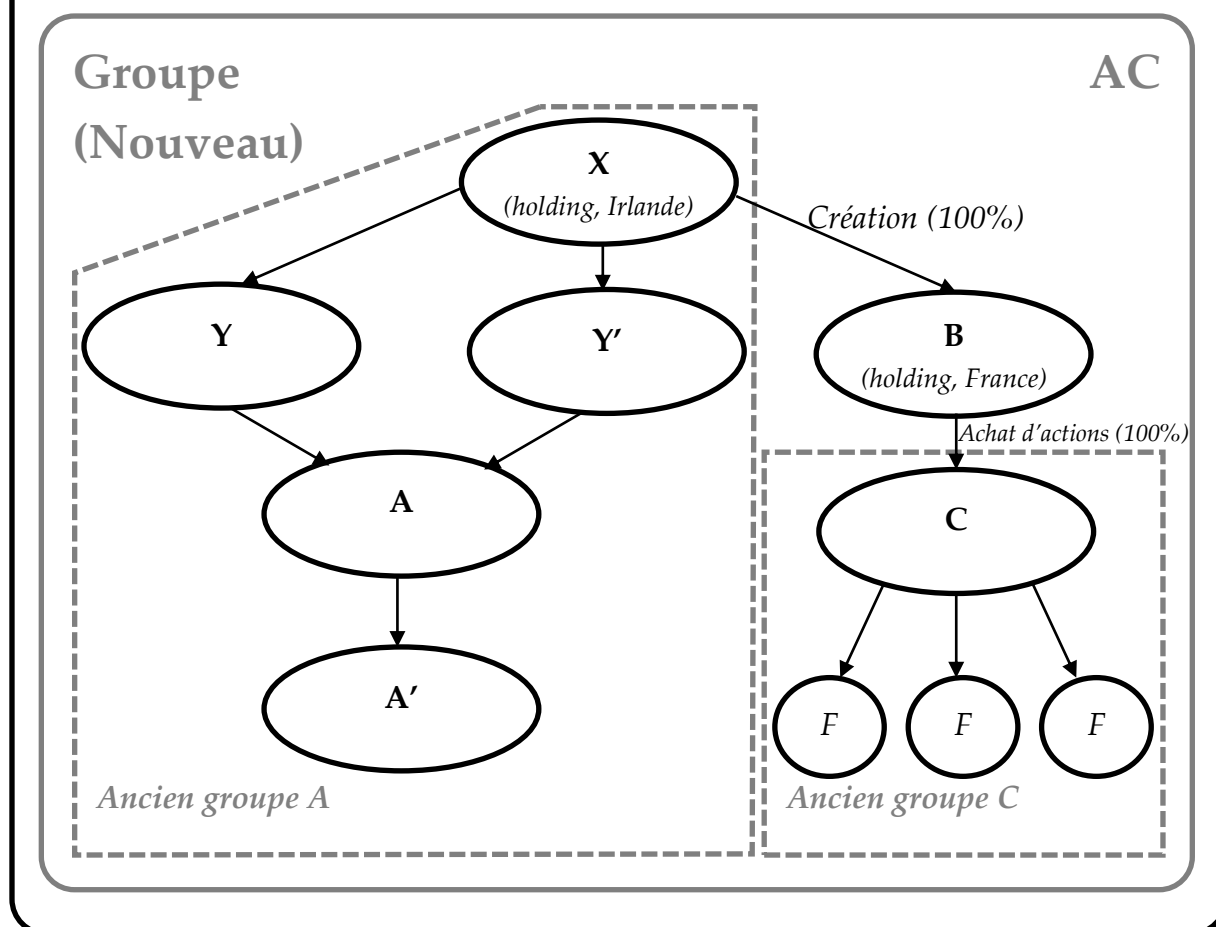 Groupe
AC
(Nouveau)
X
(holding, Irlande)
Création (100%)
Y
Y’
B
(holding, France)
Achat d’actions (100%)
A
C
A’
F
F
F
Ancien groupe A
Ancien groupe C